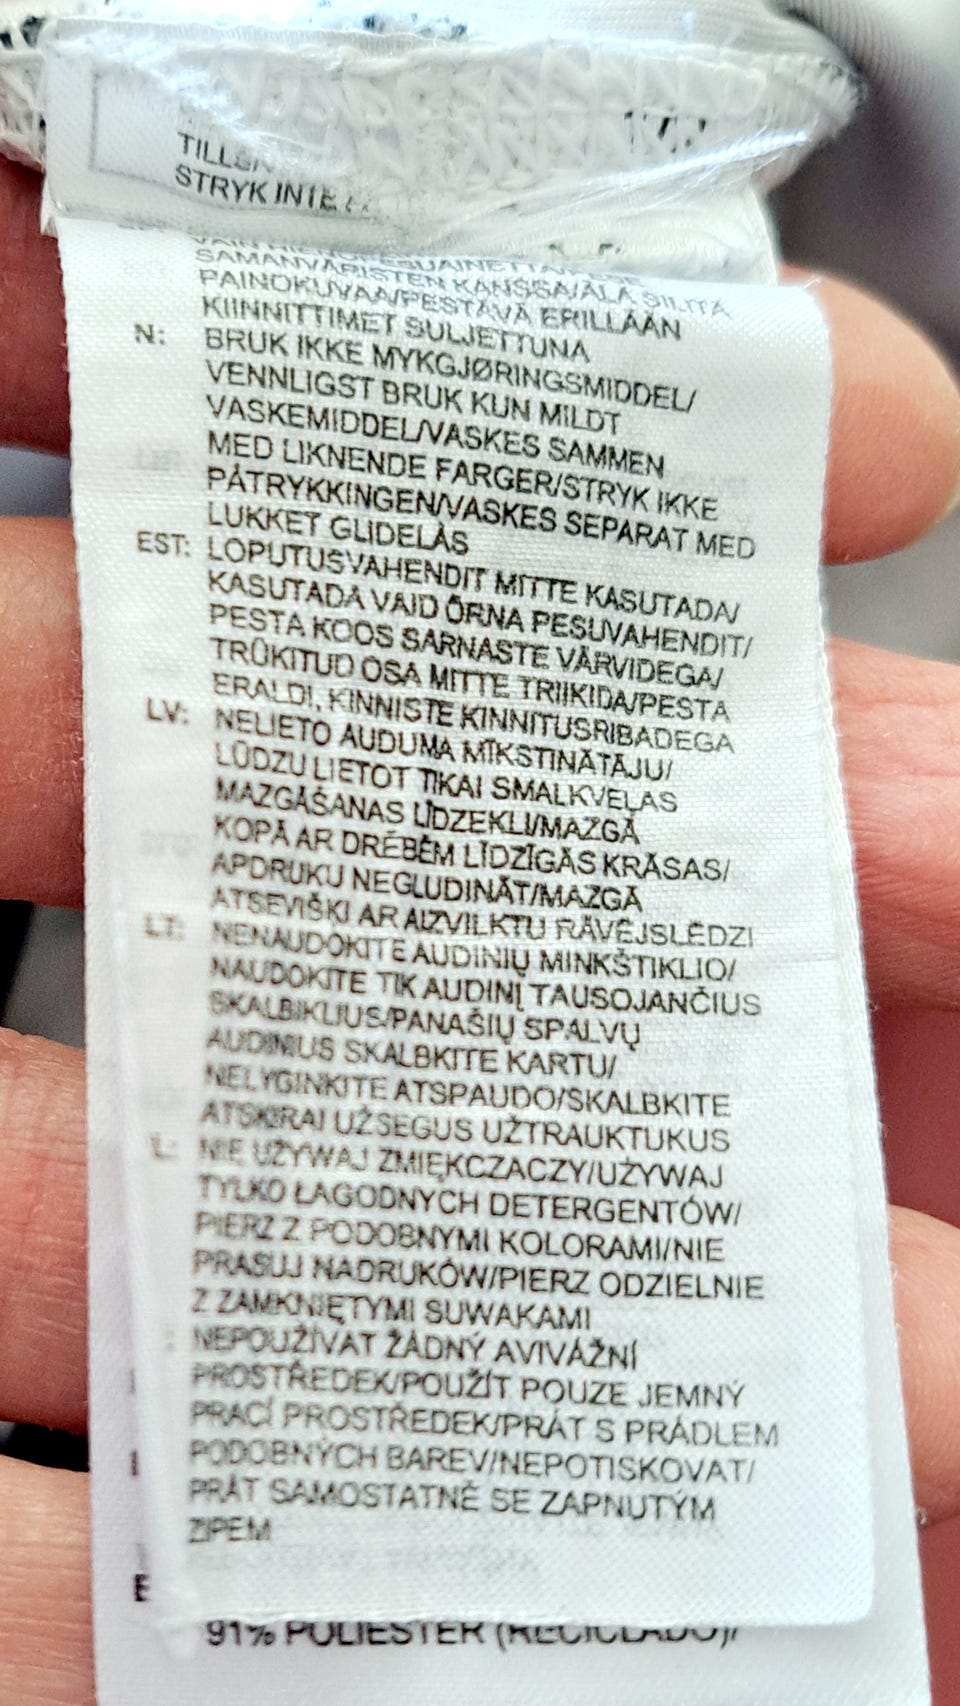 STRYK INTE
SAMANVÄRISTEN KANSSA/ÄLÄ SILITÄ
PAINOKUVAA/PESTÄVÄ ERILLÄÄN
KIINNITTIMET SULJETTUNA
N: BRUK IKKE MYKGJØRINGSMIDDEL/
VENNLIGST BRUK KUN MILDT
VASKEMIDDEL/VASKES SAMMEN
MED LIKNENDE FARGER/STRYK IKKE
PÅTRYKKINGEN/VASKES SEPARAT MED
LUKKET GLIDELÅS
EST: LOPUTUSVAHENDIT MITTE KASUTADA/
KASUTADA VAID ÕRNA PESUVAHENDIT/
PESTA KOOS SARNASTE VÄRVIDEGA/
TRÜKITUD OSA MITTE TRIIKIDA/PESTA
ERALDI, KINNISTE KINNITUSRIBADEGA
LV: NELIETO AUDUMA MĪKSTINĀTĀJU/
LŪDZU LIETOT TIKAI SMALKVEĻAS
MAZGĀŠANAS LĪDZEKLI/MAZGĀ
KOPĀ AR DRĒBĒM LĪDZĪGĀS KRĀSAS/
APDRUKU NEGLUDINĀT/MAZGĀ
ATSEVIŠKI AR AIZVILKTU RĀVĒJSLĒDZI
LT: NENAUDOKITE AUDINIŲ MINKŠTIKLIO/
NAUDOKITE TIK AUDINĮ TAUSOJANČIUS
SKALBIKLIUS/PANAŠIŲ SPALVŲ
AUDINIUS SKALBKITE KARTU/
NELYGINKITE ATSPAUDO/SKALBKITE
ATSKIRAI UŽSEGUS UŽTRAUKTUKUS
L: NIE UŻYWAJ ZMIĘKCZACZY/UŻYWAJ
TYLKO ŁAGODNYCH DETERGENTÓW/
PIERZ Z PODOBNYMI KOLORAMI/NIE
PRASUJ NADRUKÓW/PIERZ ODZIELNIE
Z ZAMKNIĘTYMI SUWAKAMI
: NEPOUŽÍVAT ŽÁDNÝ AVIVÁŽNÍ
PROSTŘEDEK/POUŽÍT POUZE JEMNÝ
PRACÍ PROSTŘEDEK/PRÁT S PRÁDLEM
PODOBNÝCH BAREV/NEPOTISKOVAT/
PRÁT SAMOSTATNĚ SE ZAPNUTÝM
ZIPEM
E
91% POLIESTER (RECICLADO)/